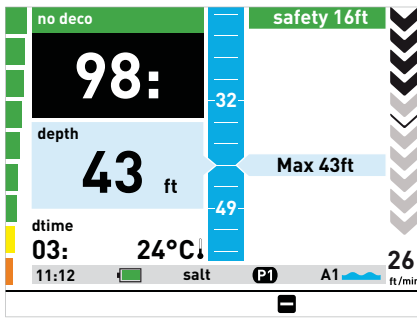 no deco
safety 16ft
98:
32
depth
43 ft
Max 43ft
49
dtime
03:
24°C
26
ft/min
11:12
salt
P1
A1